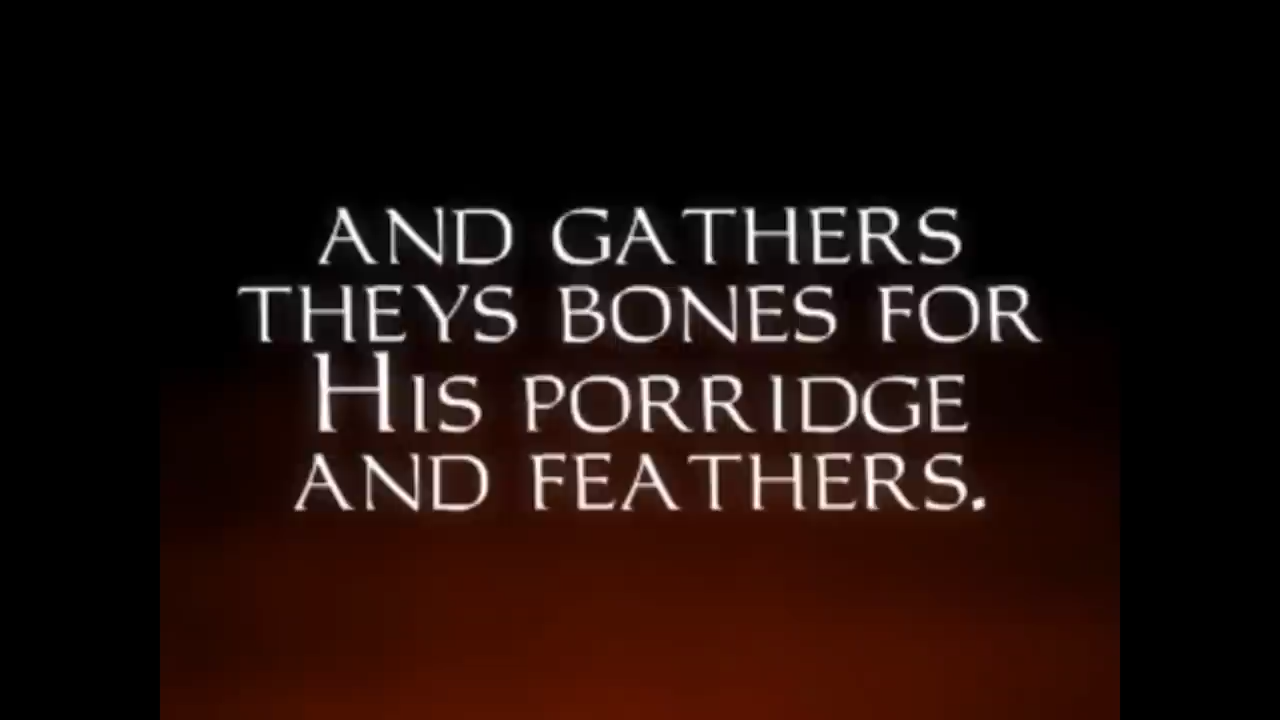 AND GATHERS
THEYS BONES FOR
HIS PORRIDGE
AND FEATHERS.